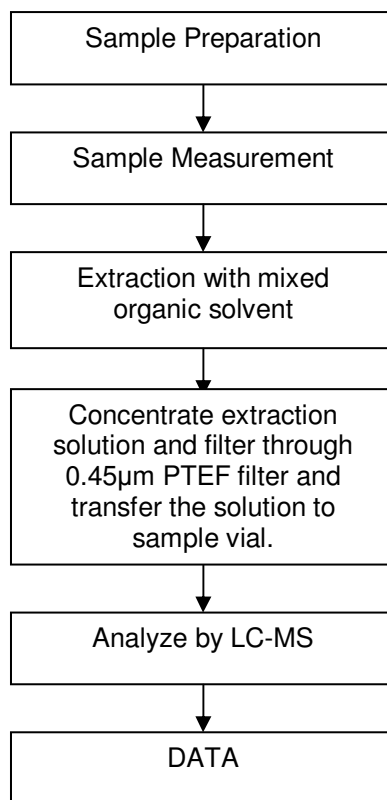 Sample Preparation
Sample Measurement
Extraction with mixed
organic solvent
Concentrate extraction
solution and filter through
0.45µm PTEF filter and
transfer the solution to
sample vial.
Analyze by LC-MS
DATA